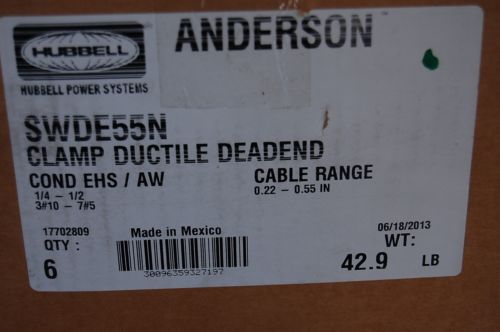 HUBBELL
ANDERSON
HUBBELL POWER SYSTEMS
SWDE55N
CLAMP DUCTILE DEADEND
COND EHS / AW CABLE RANGE
1/4 - 1/2 0.22 - 0.55 IN
3#10 - 7#5
17702809 Made in Mexico 06/18/2013
QTY : WT:
6 42.9 LB
30096359327197